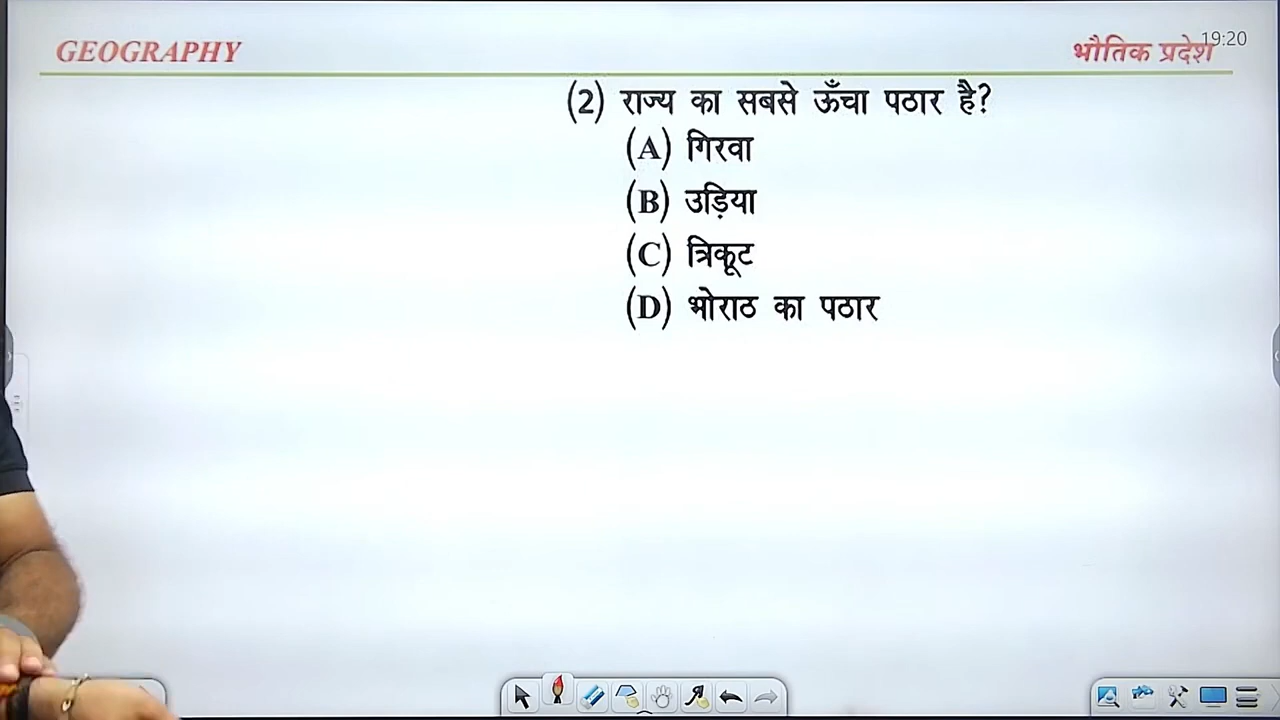 GEOGRAPHY
भौतिक प्रदेश
19:20
(2) राज्य का सबसे ऊँचा पठार है?
(A) गिरवा
(B) उड़िया
(C) त्रिकूट
(D) भोराठ का पठार